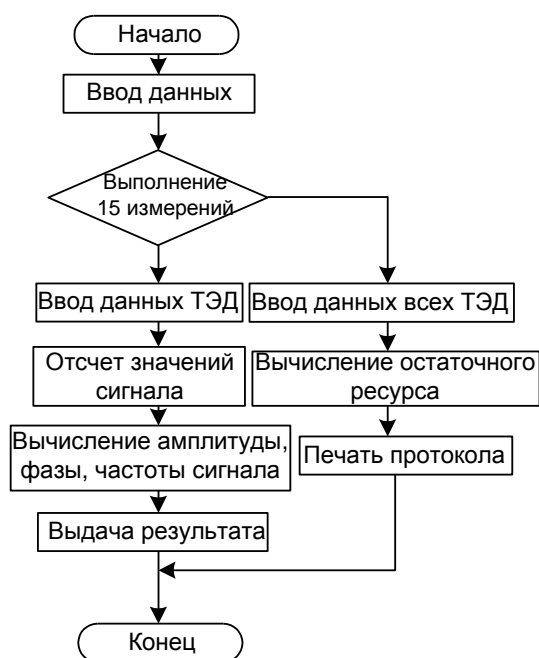 Начало
Ввод данных
Выполнение
15 измерений
Ввод данных ТЭД
Отсчет значений
сигнала
Вычисление амплитуды,
фазы, частоты сигнала
Выдача результата
Ввод данных всех ТЭД
Вычисление остаточного
ресурса
Печать протокола
Конец